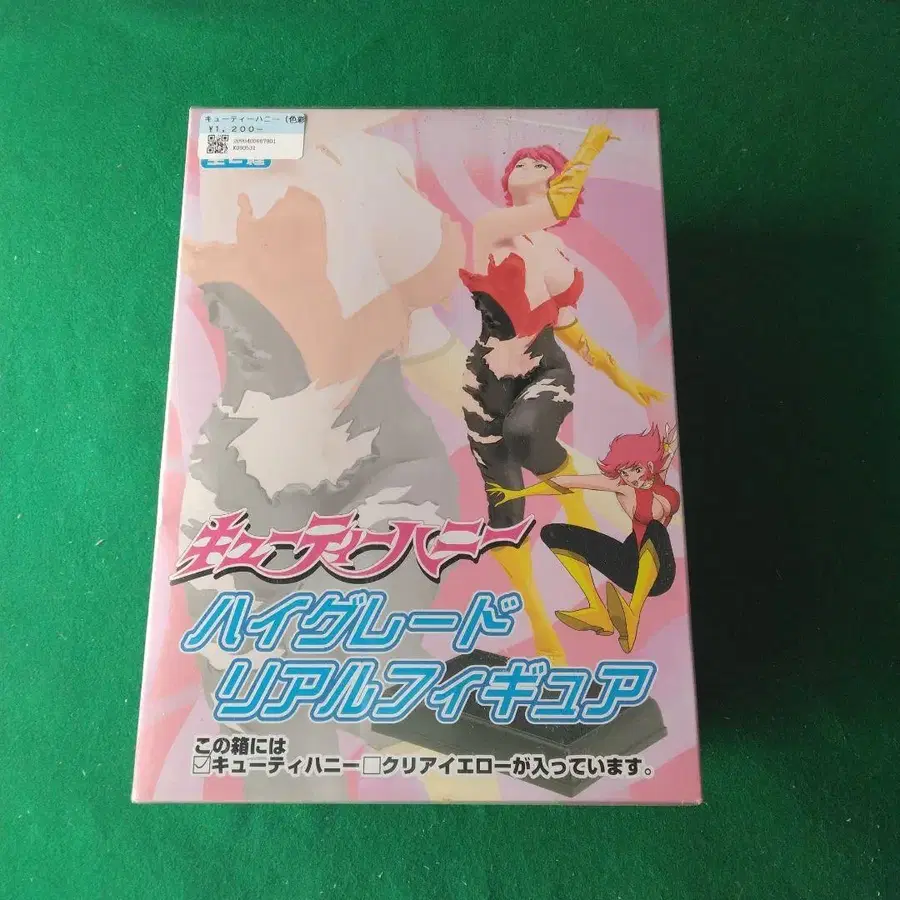 キューティーハニー (色彩
¥1,200-
キューティーハニー
ハイグレード
リアルフィギュア
この箱には
☑キューティハニー□クリアイエローが入っています。